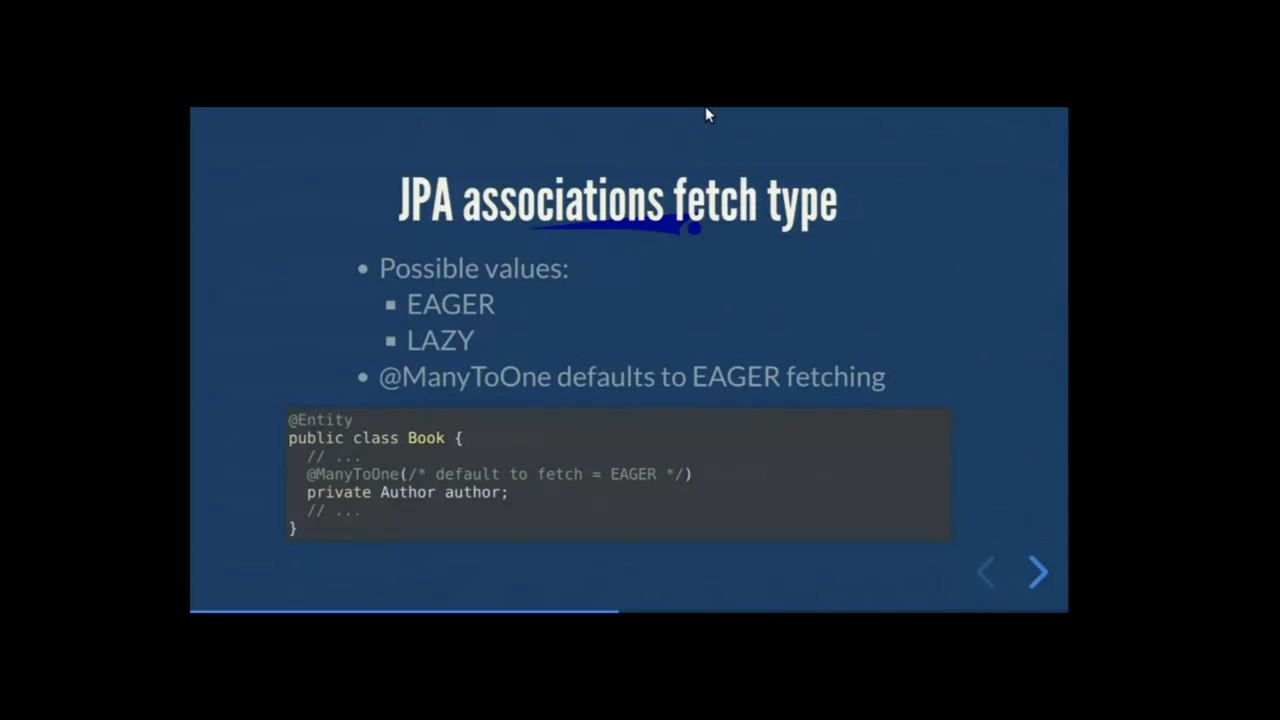 JPA associations fetch type
• Possible values:
▪ EAGER
▪ LAZY
• @ManyToOne defaults to EAGER fetching
@Entity
public class Book {
  // ...
  @ManyToOne(/* default to fetch = EAGER */)
  private Author author;
  // ...
}